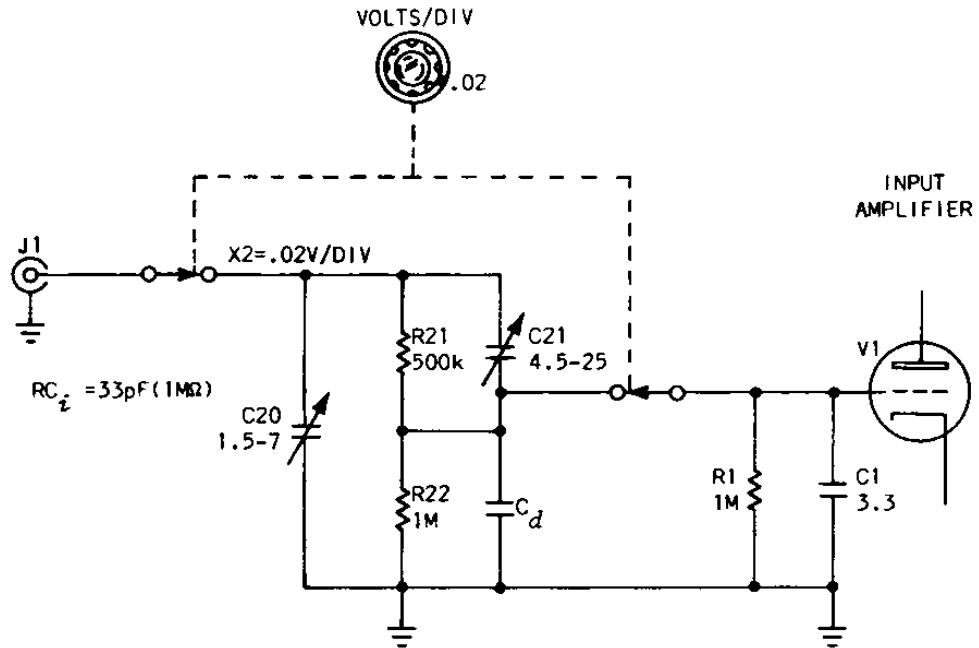 VOLTS/DIV
.02
INPUT
AMPLIFIER
J1
X2=.02V/DIV
R21
500k
C21
4.5-25
V1
RCi =33pF(1MΩ)
C20
1.5-7
R22
1M
Cd
R1
1M
C1
3.3